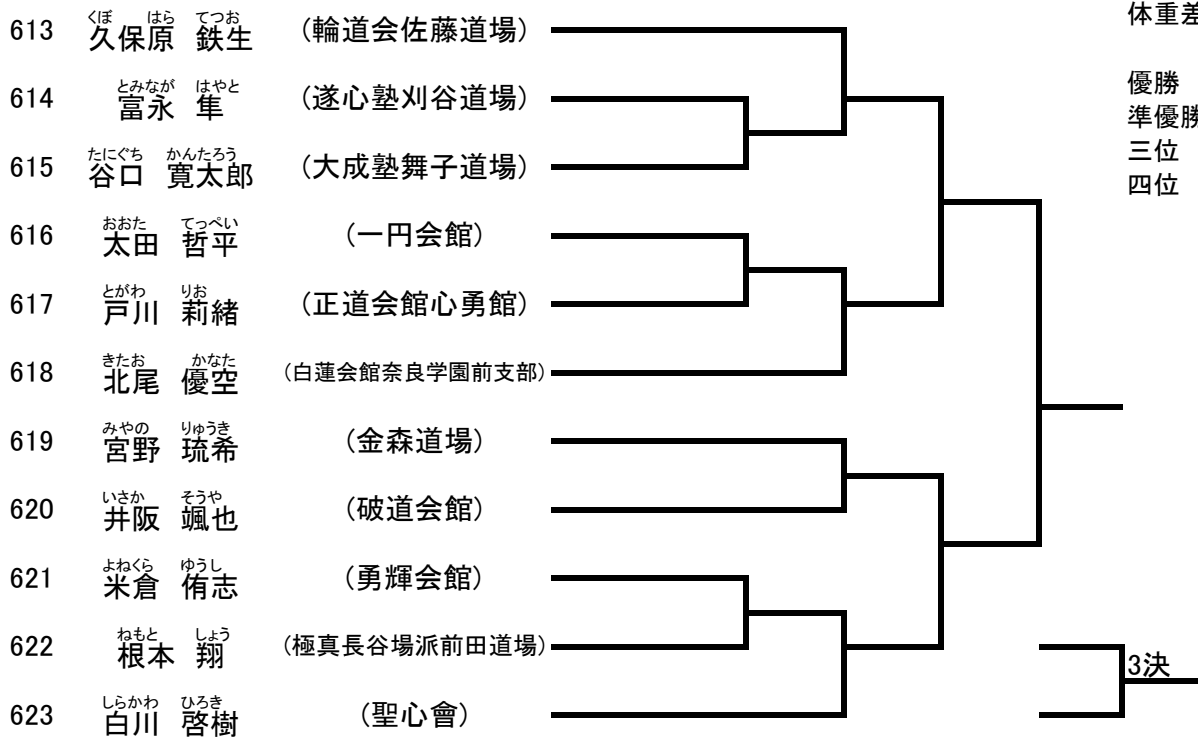 体重差
613 久保原 鉄生 (輪道会佐藤道場)
くぼ はら てつお
614 富永 隼 (遂心塾刈谷道場)
とみなが はやと
優勝
準優勝
615 谷口 寛太郎 (大成塾舞子道場)
たにぐち かんたろう
三位
四位
616 太田 哲平 (一円会館)
おおた てっぺい
617 戸川 莉緒 (正道会館心勇館)
とがわ りお
618 北尾 優空 (白蓮会館奈良学園前支部)
きたお かなた
619 宮野 琉希 (金森道場)
みやの りゅうき
620 井阪 颯也 (破道会館)
いさか そうや
621 米倉 侑志 (勇輝会館)
よねくら ゆうし
622 根本 翔 (極真長谷場派前田道場)
ねもと しょう
3決
623 白川 啓樹 (聖心會)
しらかわ ひろき